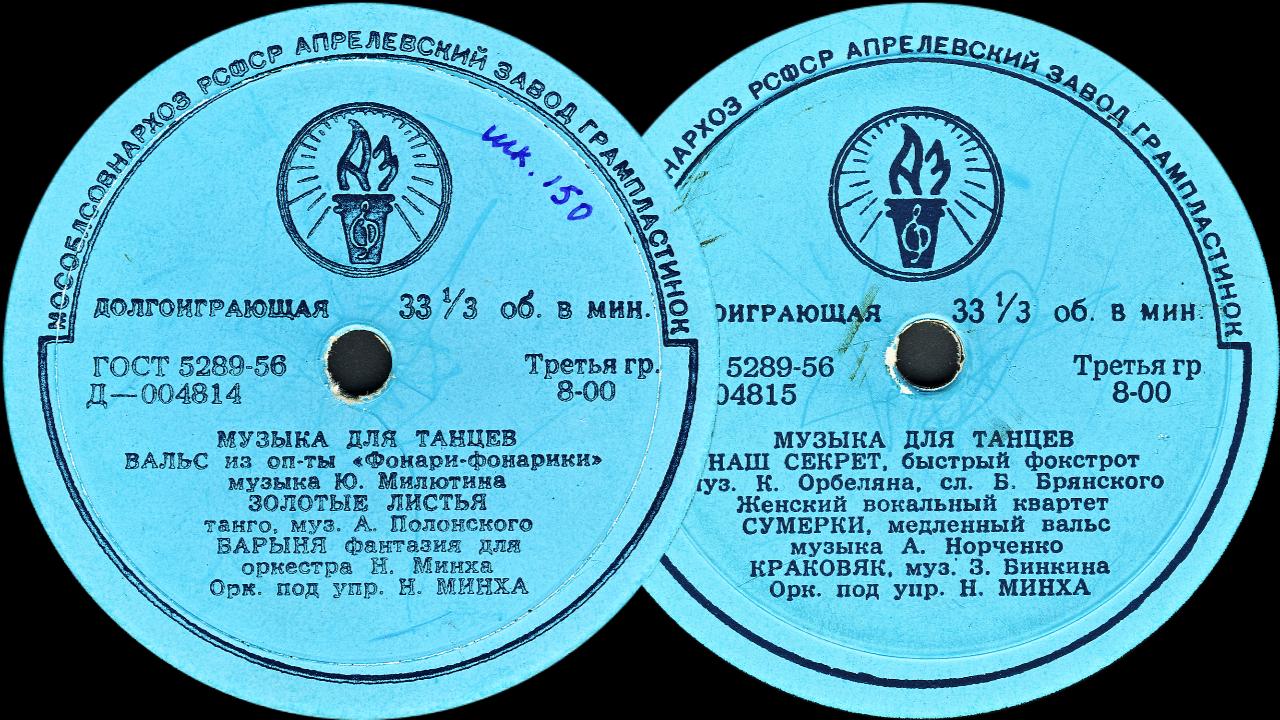 МОСОБЛСОВНАРХОЗ РСФСР АПРЕЛЕВСКИЙ ЗАВОД ГРАМПЛАСТИНОК
АЗ
шк. 150
ДОЛГОИГРАЮЩАЯ 33 1/3 об. в мин.
ГОСТ 5289-56 Третья гр.
Д—004814 8-00
МУЗЫКА ДЛЯ ТАНЦЕВ
ВАЛЬС из оп-ты «Фонари-фонарики»
музыка Ю. Милютина
ЗОЛОТЫЕ ЛИСТЬЯ
танго, муз. А. Полонского
БАРЫНЯ фантазия для
оркестра Н. Минха
Орк. под упр. Н. МИНХА
НАРХОЗ РСФСР АПРЕЛЕВСКИЙ ЗАВОД ГРАМПЛАСТИНОК
АЗ
ОИГРАЮЩАЯ 33 1/3 об. в мин.
5289-56 Третья гр
04815 8-00
МУЗЫКА ДЛЯ ТАНЦЕВ
НАШ СЕКРЕТ, быстрый фокстрот
муз. К. Орбеляна, сл. Б. Брянского
Женский вокальный квартет
СУМЕРКИ, медленный вальс
музыка А. Норченко
КРАКОВЯК, муз. З. Бинкина
Орк. под упр. Н. МИНХА